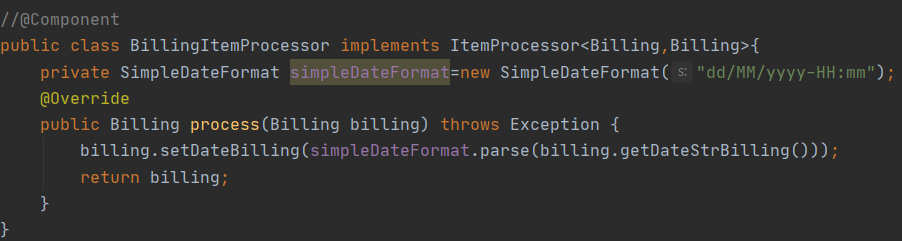 //@Component
public class BillingItemProcessor implements ItemProcessor<Billing,Billing>{
    private SimpleDateFormat simpleDateFormat=new SimpleDateFormat( s: "dd/MM/yyyy-HH:mm");
    @Override
    public Billing process(Billing billing) throws Exception {
        billing.setDateBilling(simpleDateFormat.parse(billing.getDateStrBilling()));
        return billing;
    }
}